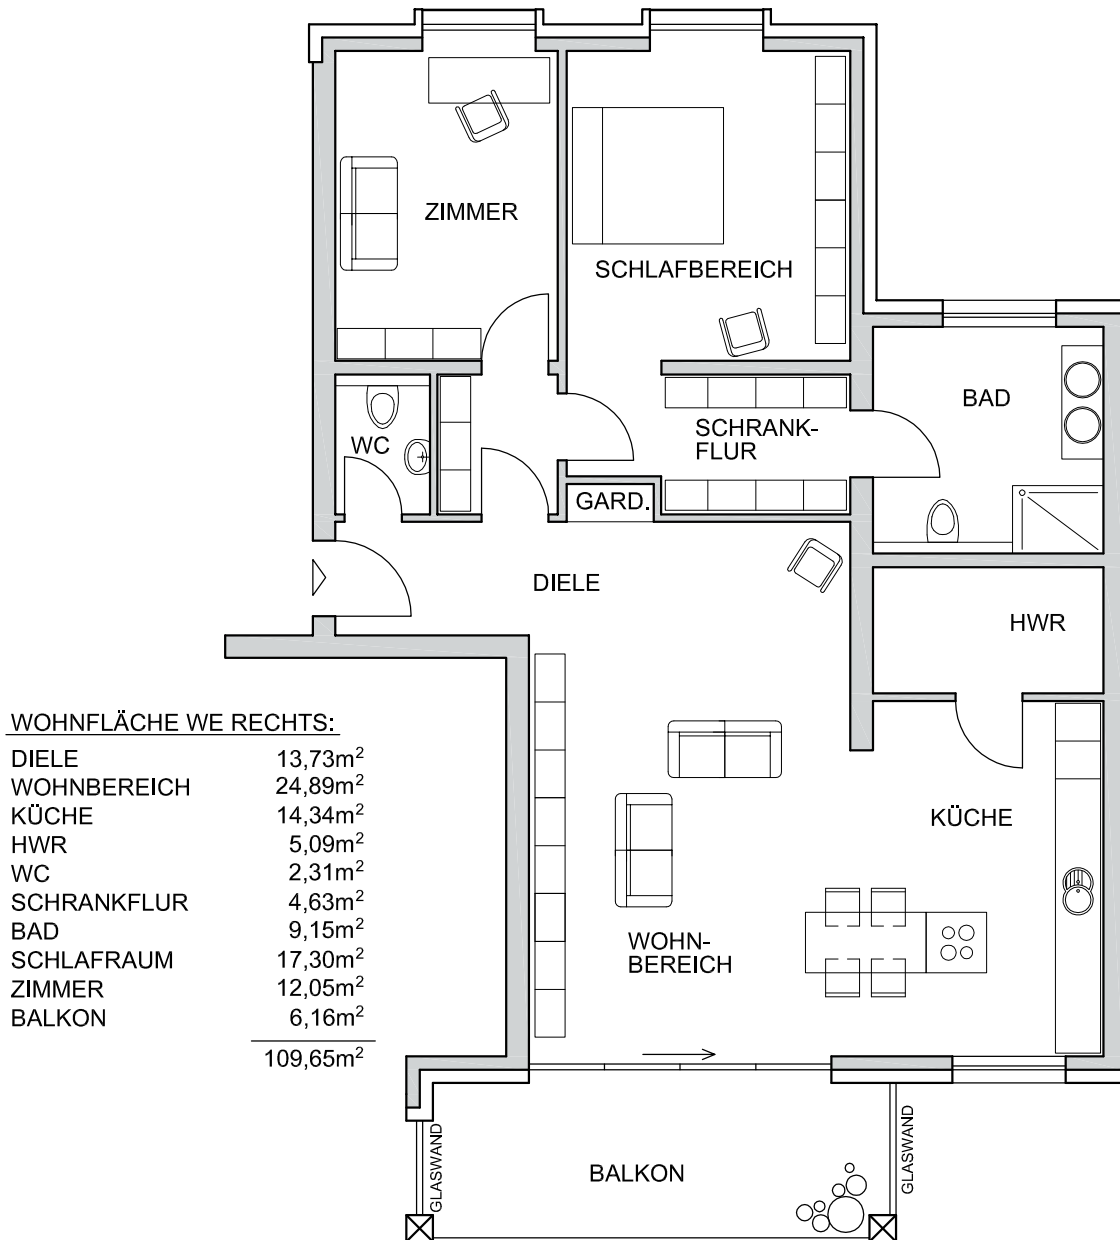 ZIMMER
SCHLAFBEREICH
BAD
SCHRANK-
FLUR
WC
GARD.
DIELE
HWR
WOHNFLÄCHE WE RECHTS:
DIELE 13,73m²
WOHNBEREICH 24,89m²
KÜCHE 14,34m²
HWR 5,09m²
WC 2,31m²
SCHRANKFLUR 4,63m²
BAD 9,15m²
SCHLAFRAUM 17,30m²
ZIMMER 12,05m²
BALKON 6,16m²
109,65m²
KÜCHE
WOHN-
BEREICH
GLASWAND
BALKON
GLASWAND